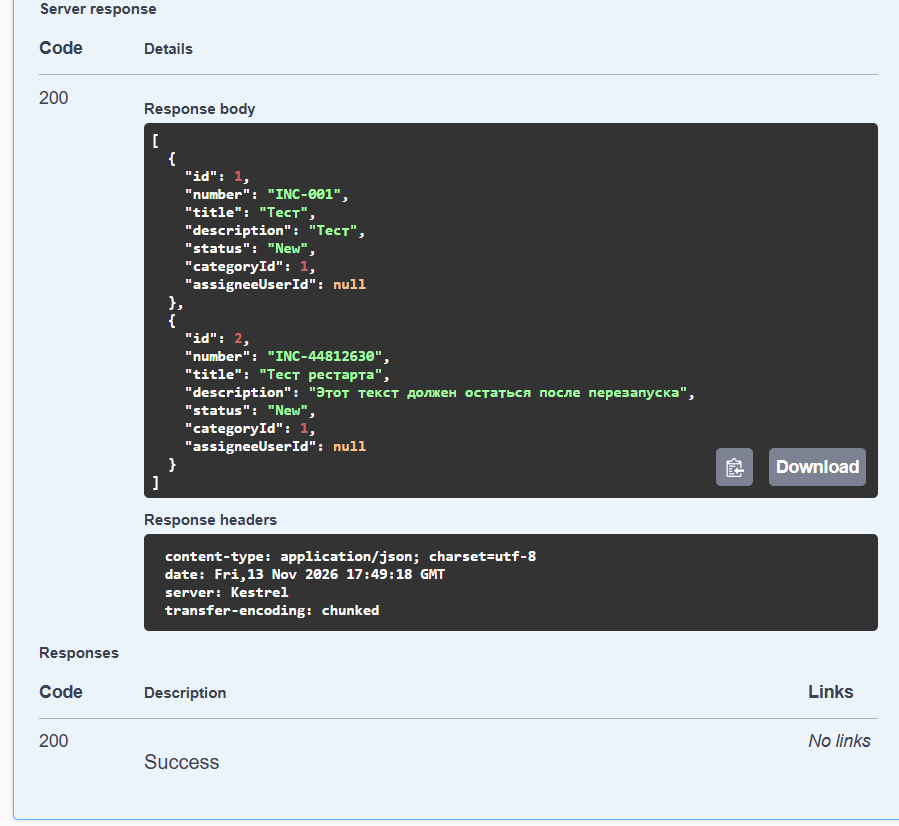 Server response
Code Details
200
Response body
[
  {
    "id": 1,
    "number": "INC-001",
    "title": "Тест",
    "description": "Тест",
    "status": "New",
    "categoryId": 1,
    "assigneeUserId": null
  },
  {
    "id": 2,
    "number": "INC-44812630",
    "title": "Тест рестарта",
    "description": "Этот текст должен остаться после перезапуска",
    "status": "New",
    "categoryId": 1,
    "assigneeUserId": null
  }
]
Download
Response headers
content-type: application/json; charset=utf-8
date: Fri,13 Nov 2026 17:49:18 GMT
server: Kestrel
transfer-encoding: chunked
Responses
Code Description Links
200 No links
Success